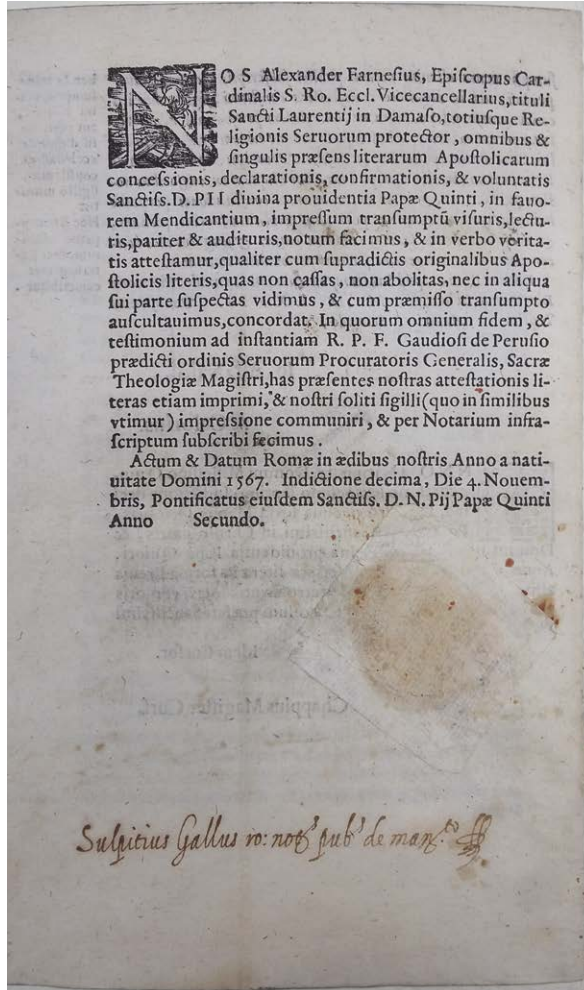 NOS Alexander Farnesius, Episcopus Car-
dinalis S. Ro. Eccl. Vicecancellarius, tituli
Sancti Laurentij in Damaso, totiusque Re-
ligionis Seruorum protector, omnibus &
singulis præsens literarum Apostolicarum
concessionis, declarationis, confirmationis, & voluntatis
Sanctiss. D. PII diuina prouidentia Papæ Quinti, in fauo-
rem Mendicantium, impressum transumptū visuris, lectu-
ris, pariter & audituris, notum facimus, & in verbo verita-
tis attestamur, qualiter cum supradictis originalibus Apo-
stolicis literis, quas non cassas, non abolitas, nec in aliqua
sui parte suspectas vidimus, & cum præmisso transumpto
auscultauimus, concordat. In quorum omnium fidem, &
testimonium ad instantiam R. P. F. Gaudiosi de Perusio
prædicti ordinis Seruorum Procuratoris Generalis, Sacræ
Theologiæ Magistri, has præsentes nostras attestationis li-
teras etiam imprimi, & nostri soliti sigilli (quo in similibus
vtimur) impressione communiri, & per Notarium infra-
scriptum subscribi fecimus.
Actum & Datum Romæ in ædibus nostris Anno a nati-
uitate Domini 1567. Indictione decima, Die 4. Nouem-
bris, Pontificatus eiusdem Sanctiss. D. N. Pij Papæ Quinti
Anno Secundo.
Sulpitius Gallus ro: not⁹ pub⁹ de man.to